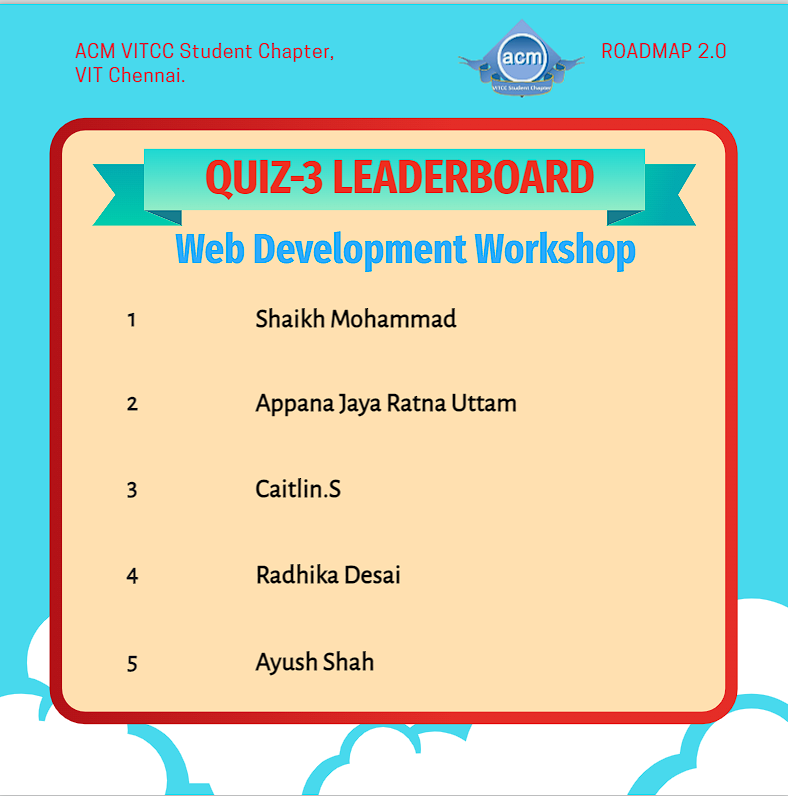 ACM VITCC Student Chapter,
VIT Chennai.
acm
VITCC Student Chapter
ROADMAP 2.0
QUIZ-3 LEADERBOARD
Web Development Workshop
1 Shaikh Mohammad
2 Appana Jaya Ratna Uttam
3 Caitlin.S
4 Radhika Desai
5 Ayush Shah